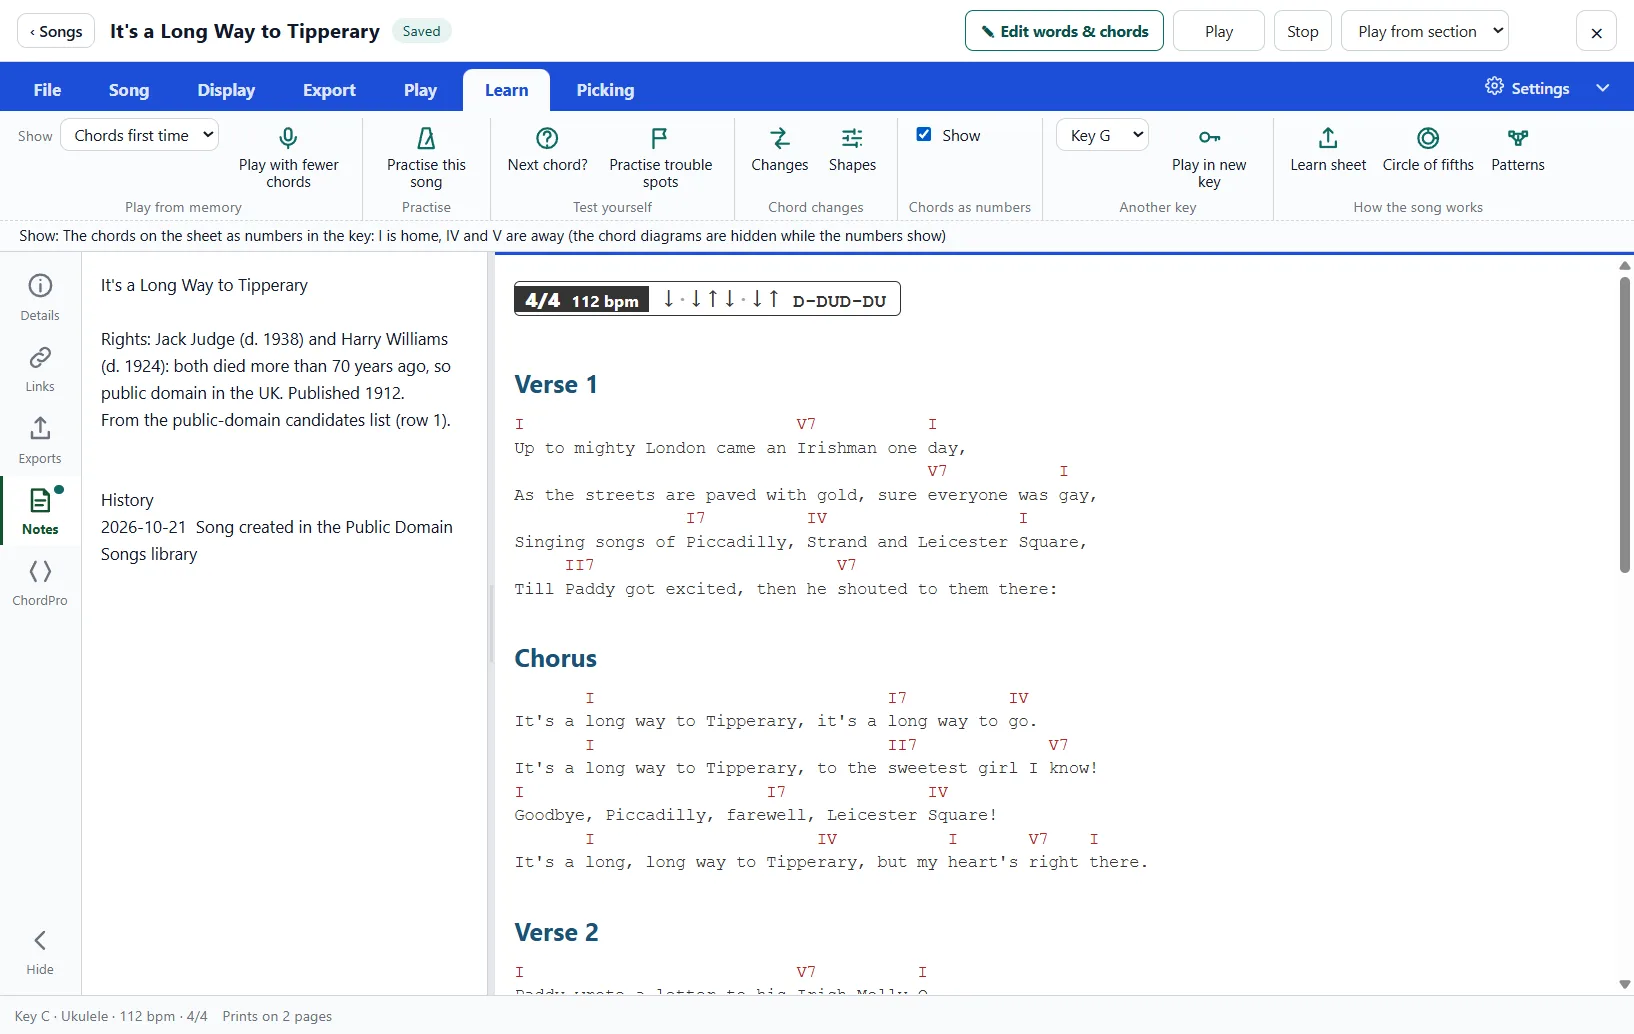 ‹ Songs It's a Long Way to Tipperary Saved Edit words & chords Play Stop Play from section ×
File Song Display Export Play Learn Picking Settings
Show Chords first time Play with fewer chords Play from memory
Practise this song Practise
Next chord? Practise trouble spots Test yourself
Changes Shapes Chord changes
Show Chords as numbers
Key G Play in new key Another key
Learn sheet Circle of fifths Patterns How the song works
Show: The chords on the sheet as numbers in the key: I is home, IV and V are away (the chord diagrams are hidden while the numbers show)
Details
Links
Exports
Notes
ChordPro
Hide
It's a Long Way to Tipperary
Rights: Jack Judge (d. 1938) and Harry Williams
(d. 1924): both died more than 70 years ago, so
public domain in the UK. Published 1912.
From the public-domain candidates list (row 1).
History
2026-10-21 Song created in the Public Domain
Songs library
4/4 112 bpm ↓·↓↑↓·↓↑ D-DUD-DU
Verse 1
I V7 I
Up to mighty London came an Irishman one day,
V7 I
As the streets are paved with gold, sure everyone was gay,
I7 IV I
Singing songs of Piccadilly, Strand and Leicester Square,
II7 V7
Till Paddy got excited, then he shouted to them there:
Chorus
I I7 IV
It's a long way to Tipperary, it's a long way to go.
I II7 V7
It's a long way to Tipperary, to the sweetest girl I know!
I I7 IV
Goodbye, Piccadilly, farewell, Leicester Square!
I IV I V7 I
It's a long, long way to Tipperary, but my heart's right there.
Verse 2
I V7 I
Paddy wrote a letter to his Irish Molly O
Key C · Ukulele · 112 bpm · 4/4 Prints on 2 pages